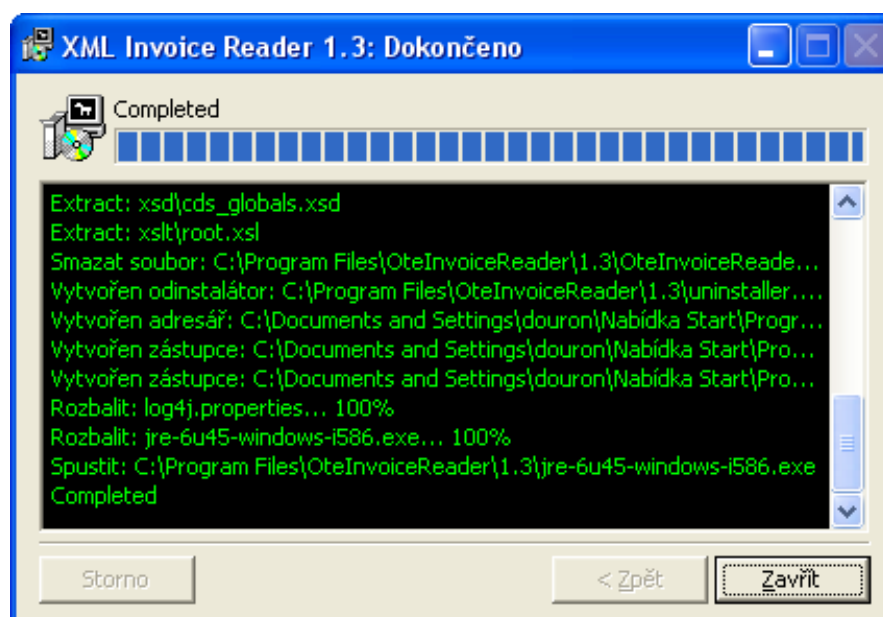 XML Invoice Reader 1.3: Dokončeno
Completed
Extract: xsd\cds_globals.xsd
Extract: xslt\root.xsl
Smazat soubor: C:\Program Files\OteInvoiceReader\1.3\OteInvoiceReade...
Vytvořen odinstalátor: C:\Program Files\OteInvoiceReader\1.3\uninstaller....
Vytvořen adresář: C:\Documents and Settings\douron\Nabídka Start\Progr...
Vytvořen zástupce: C:\Documents and Settings\douron\Nabídka Start\Pro...
Vytvořen zástupce: C:\Documents and Settings\douron\Nabídka Start\Pro...
Rozbalit: log4j.properties... 100%
Rozbalit: jre-6u45-windows-i586.exe... 100%
Spustit: C:\Program Files\OteInvoiceReader\1.3\jre-6u45-windows-i586.exe
Completed
Storno
< Zpět
Zavřít